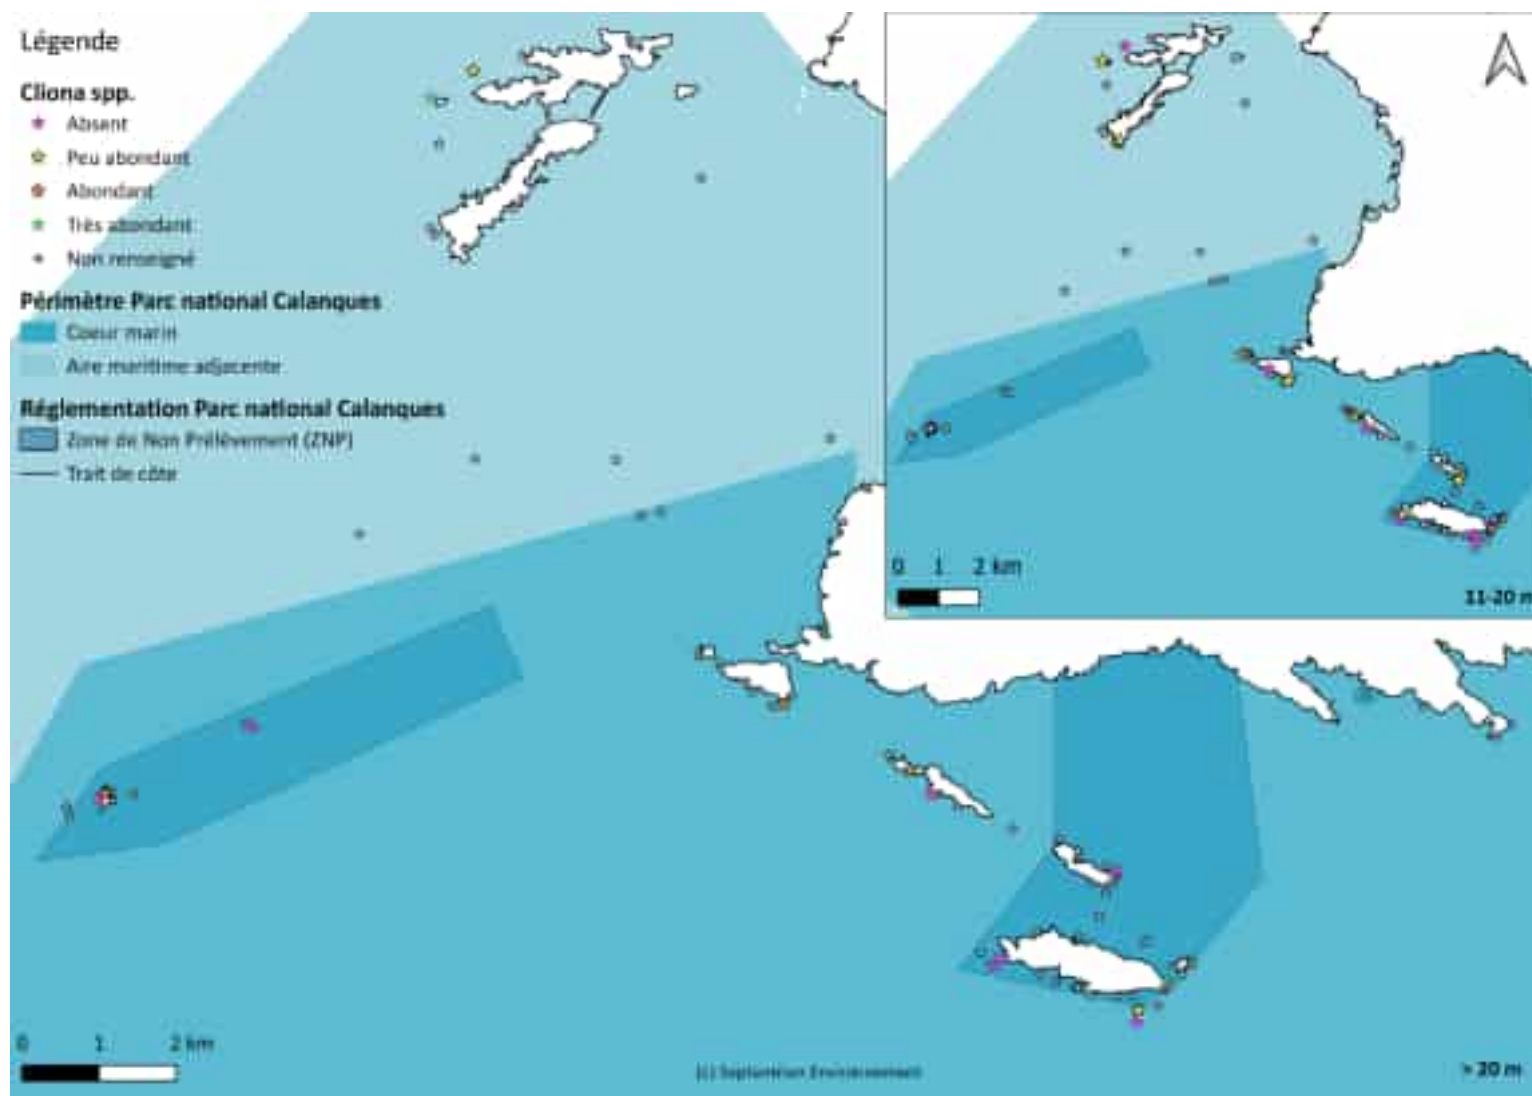 Légende
Cliona spp.
Absent
Peu abondant
Abondant
Très abondant
Non renseigné
Périmètre Parc national Calanques
Coeur marin
Aire maritime adjacente
Réglementation Parc national Calanques
Zone de Non Prélèvement (ZNP)
Trait de côte
0 1 2 km
11-20 m
0 1 2 km
(c) Septentrion Environnement
> 20 m